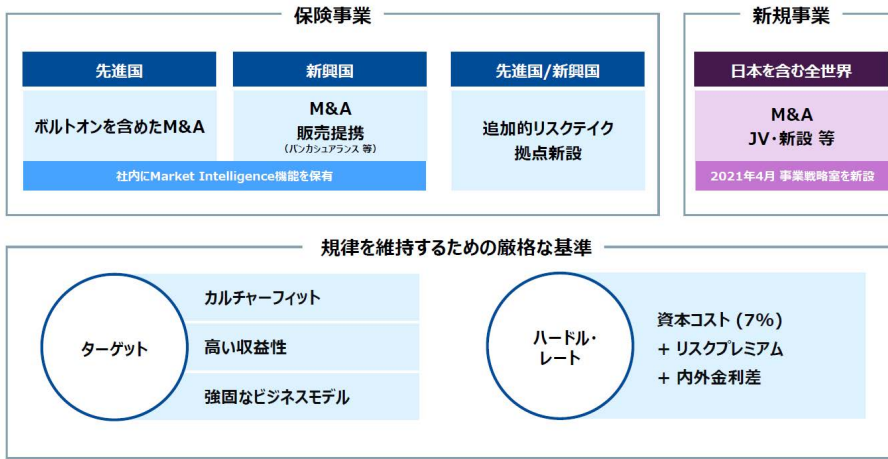 保険事業
先進国
ボルトオンを含めたM&A
新興国
M&A
販売提携
(バンカシュアランス 等)
社内にMarket Intelligence機能を保有
先進国/新興国
追加的リスクテイク
拠点新設
新規事業
日本を含む全世界
M&A
JV・新設 等
2021年4月 事業戦略室を新設
規律を維持するための厳格な基準
ターゲット
カルチャーフィット
高い収益性
強固なビジネスモデル
ハードル・
レート
資本コスト (7%)
+ リスクプレミアム
+ 内外金利差